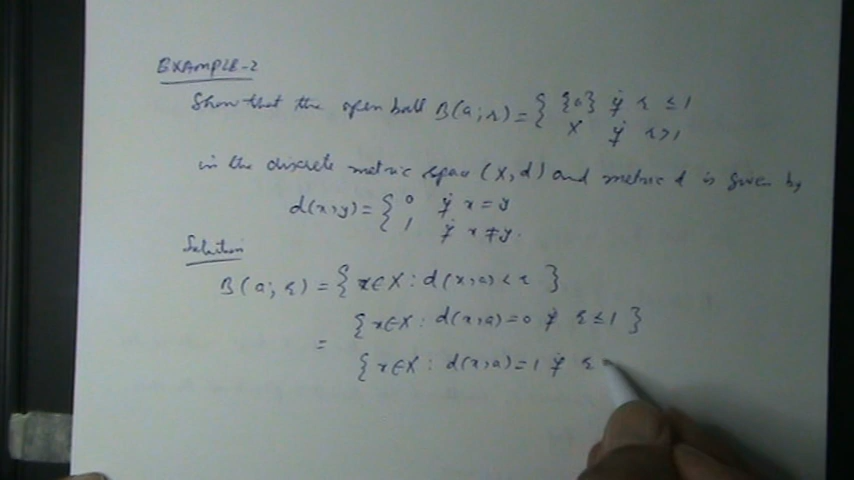 EXAMPLE-2
Show that the open ball B(a; r) = { {a} if r ≤ 1
X if r > 1
in the discrete metric space (X, d) and metric d is given by
d(x, y) = { 0 if x = y
1 if x ≠ y.
Solution
B(a; r) = { x ∈ X : d(x, a) < r }
{ x ∈ X : d(x, a) = 0 if r ≤ 1 }
=
{ x ∈ X : d(x, a) = 1 if r